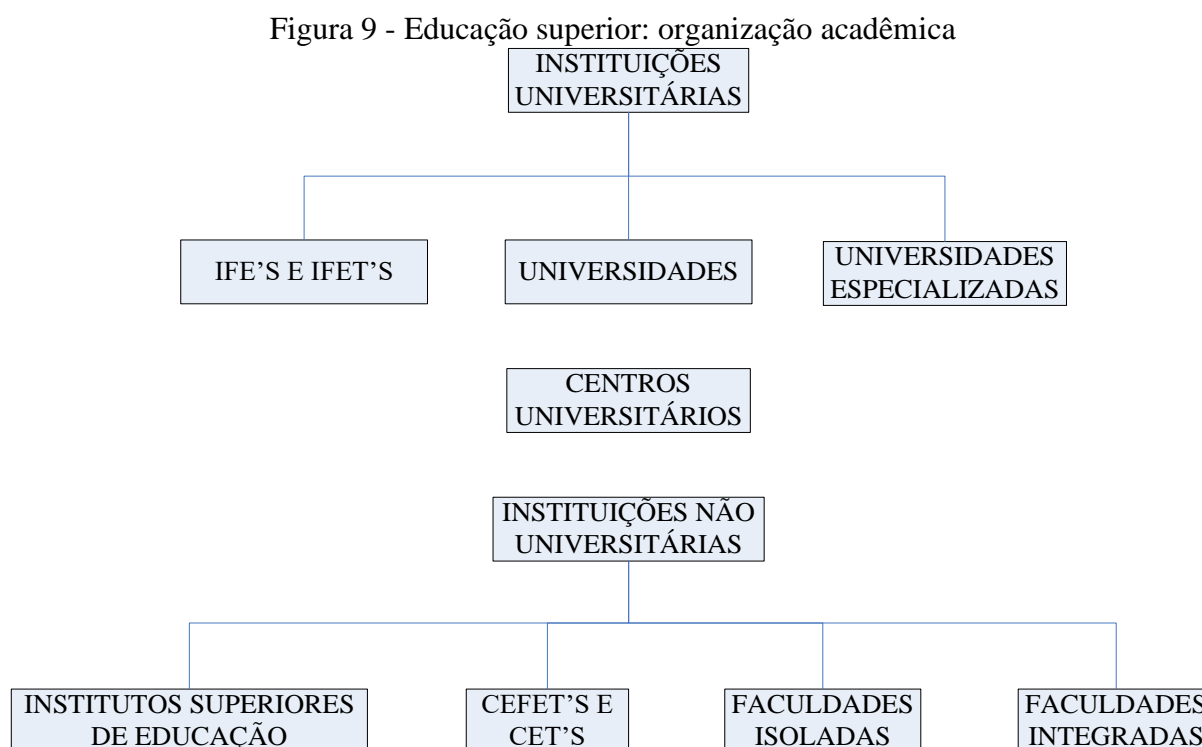 Figura 9 - Educação superior: organização acadêmica
INSTITUIÇÕES
UNIVERSITÁRIAS
IFE’S E IFET’S
UNIVERSIDADES
UNIVERSIDADES
ESPECIALIZADAS
CENTROS
UNIVERSITÁRIOS
INSTITUIÇÕES NÃO
UNIVERSITÁRIAS
INSTITUTOS SUPERIORES
DE EDUCAÇÃO
CEFET’S E
CET’S
FACULDADES
ISOLADAS
FACULDADES
INTEGRADAS